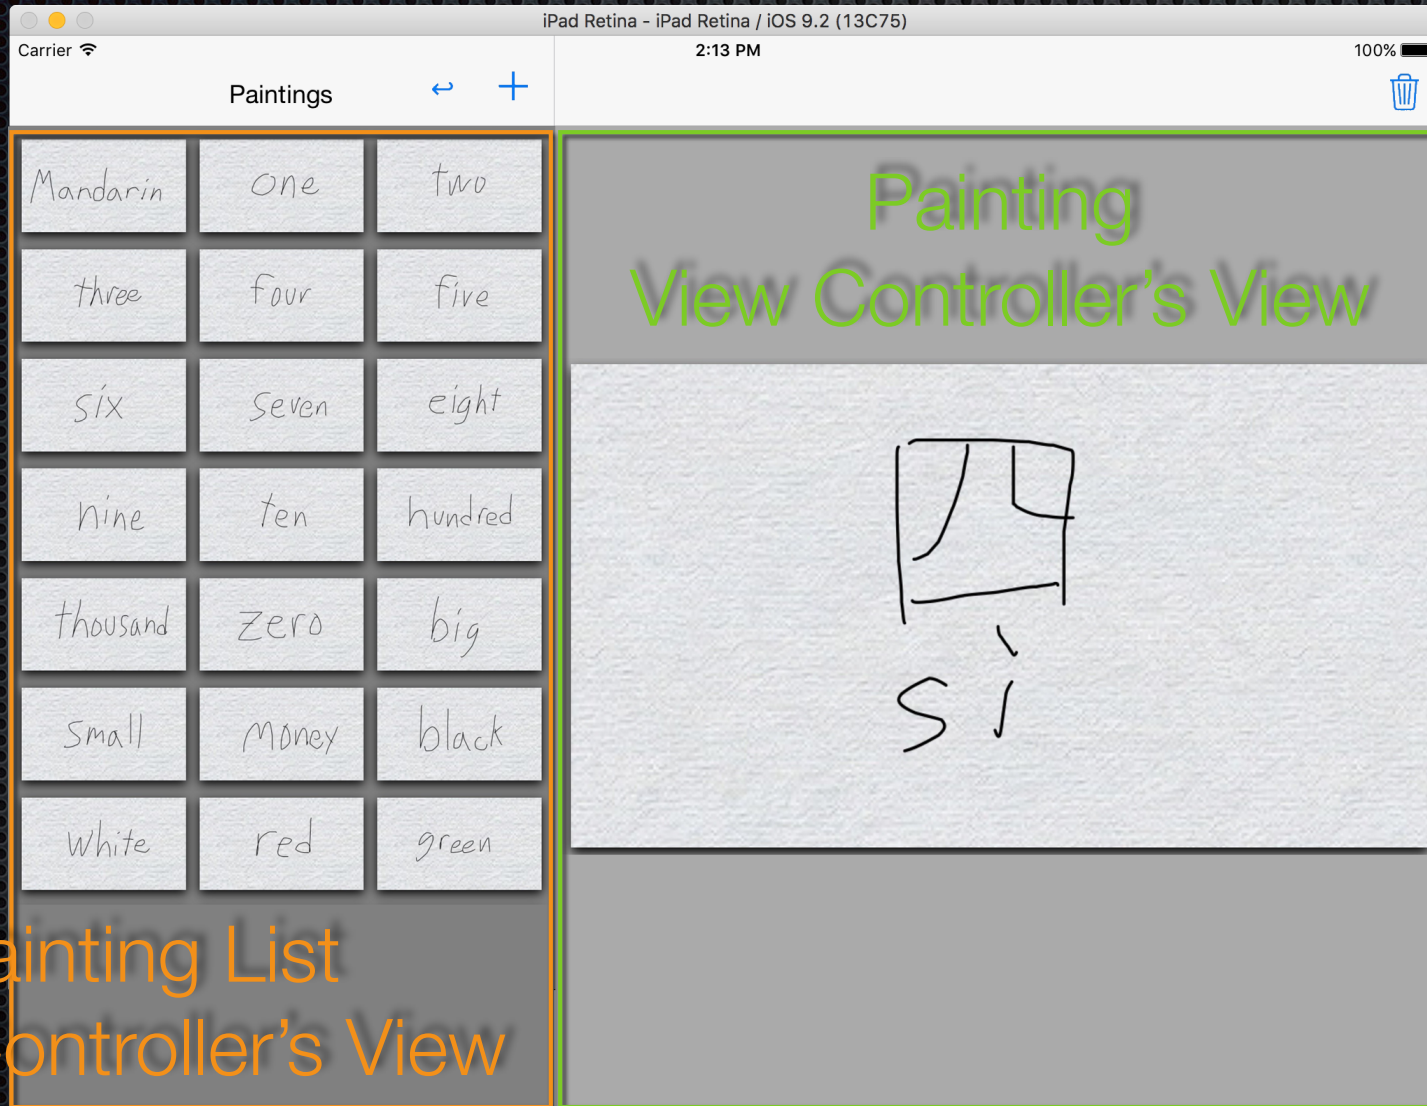 iPad Retina - iPad Retina / iOS 9.2 (13C75)
Carrier 2:13 PM 100%
Paintings
Mandarin one two
three four five
six seven eight
nine ten hundred
thousand zero big
small money black
white red green
ainting List
ontroller’s View
Painting
View Controller’s View
四
sì